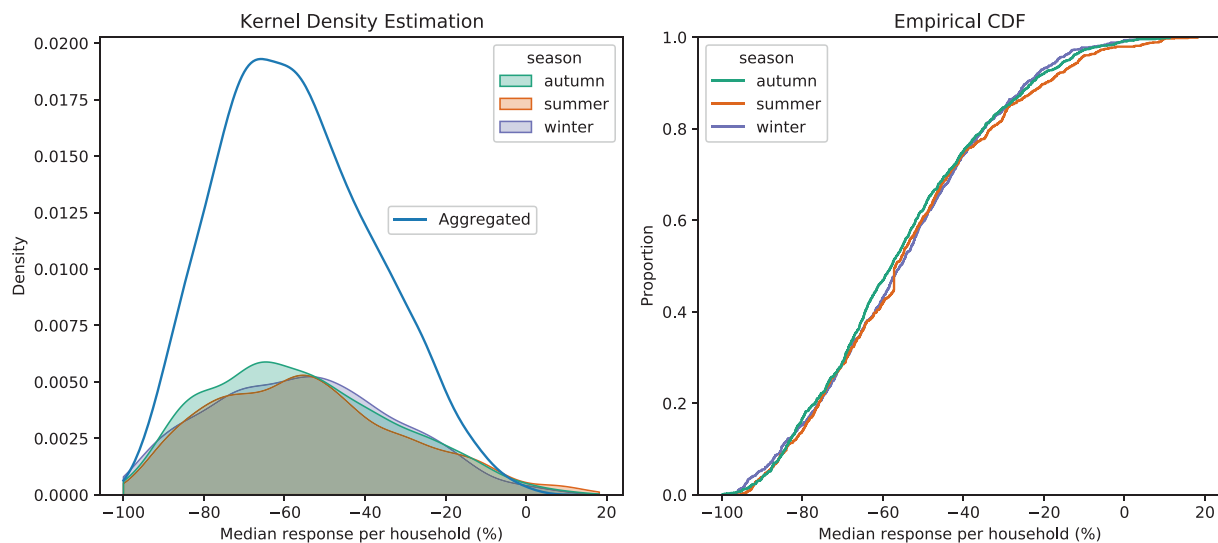 Kernel Density Estimation
0.0200
0.0175
0.0150
0.0125
0.0100
0.0075
0.0050
0.0025
0.0000
Density
season
autumn
summer
winter
Aggregated
−100
−80
−60
−40
−20
0
20
Median response per household (%)
Empirical CDF
1.0
0.8
0.6
0.4
0.2
0.0
Proportion
season
autumn
summer
winter
−100
−80
−60
−40
−20
0
20
Median response per household (%)